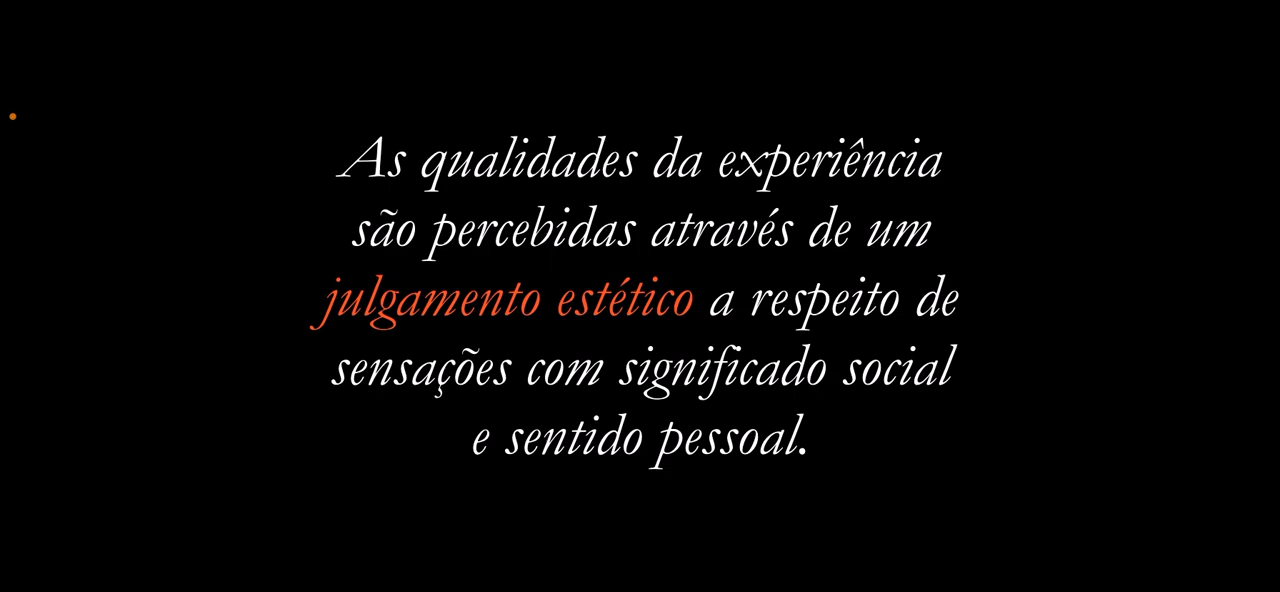 As qualidades da experiência
são percebidas através de um
julgamento estético a respeito de
sensações com significado social
e sentido pessoal.